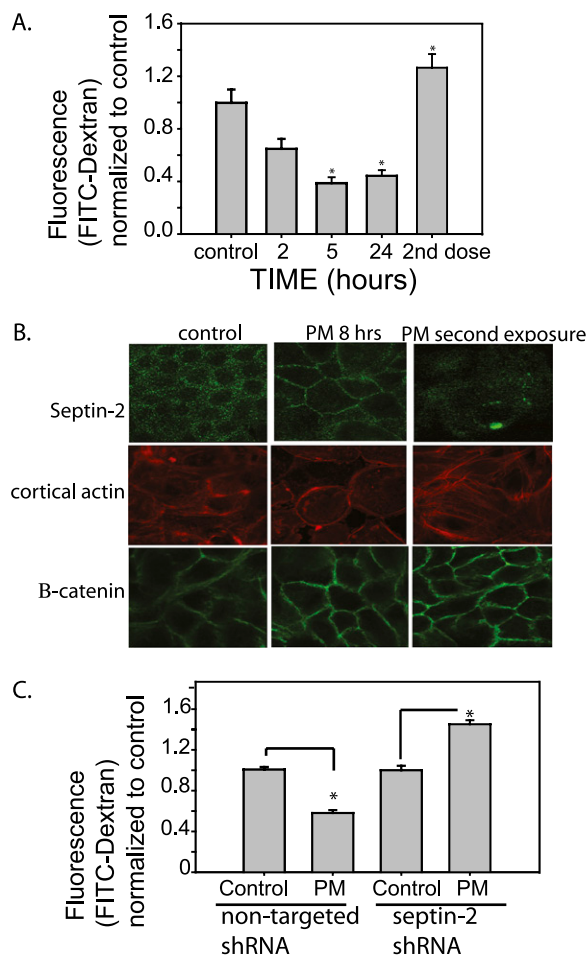 A.
Fluorescence
(FITC-Dextran)
normalized to control
1.6
1.2
0.8
0.4
0.0
*
*
*
control 2 5 24 2nd dose
TIME (hours)
B.
control PM 8 hrs PM second exposure
Septin-2
cortical actin
B-catenin
C.
Fluorescence
(FITC-Dextran)
normalized to control
1.6
1.2
0.8
0.4
0
*
*
Control PM Control PM
non-targeted septin-2
shRNA shRNA